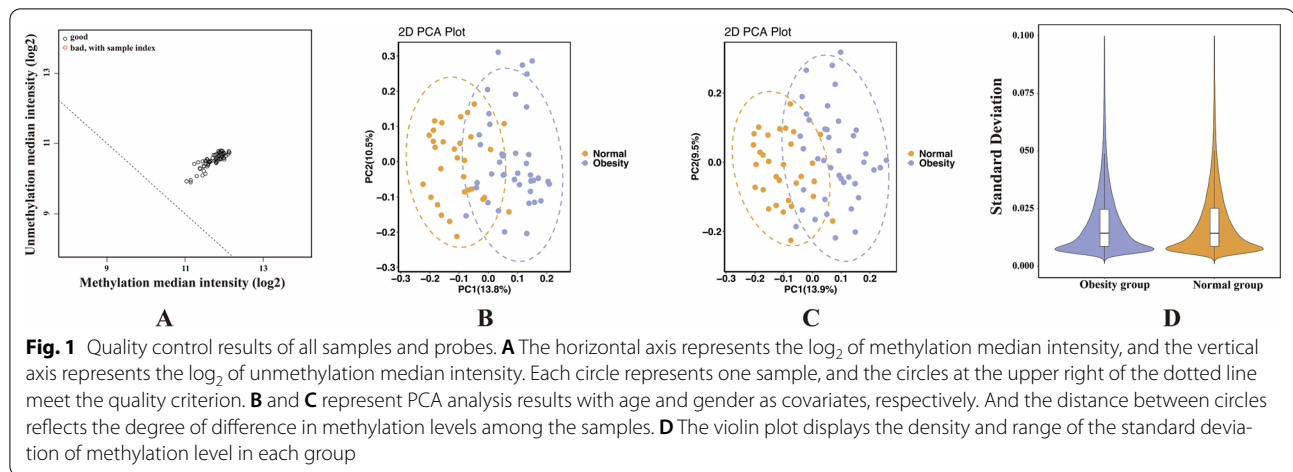 Unmethylation median intensity (log2)
good
bad, with sample index
13
11
9
9
11
13
Methylation median intensity (log2)
A
2D PCA Plot
PC2(10.5%)
0.3
0.2
0.1
0.0
−0.1
−0.2
−0.3
−0.3 −0.2 −0.1 0.0 0.1 0.2
PC1(13.8%)
Normal
Obesity
B
2D PCA Plot
PC2(9.5%)
0.2
0.0
−0.2
−0.3 −0.2 −0.1 0.0 0.1 0.2
PC1(13.9%)
Normal
Obesity
C
Standard Deviation
0.100
0.075
050
0.025
0.000
Obesity group
Normal group
D
Fig. 1 Quality control results of all samples and probes. A The horizontal axis represents the log2 of methylation median intensity, and the vertical
axis represents the log2 of unmethylation median intensity. Each circle represents one sample, and the circles at the upper right of the dotted line
meet the quality criterion. B and C represent PCA analysis results with age and gender as covariates, respectively. And the distance between circles
reflects the degree of difference in methylation levels among the samples. D The violin plot displays the density and range of the standard devia-
tion of methylation level in each group